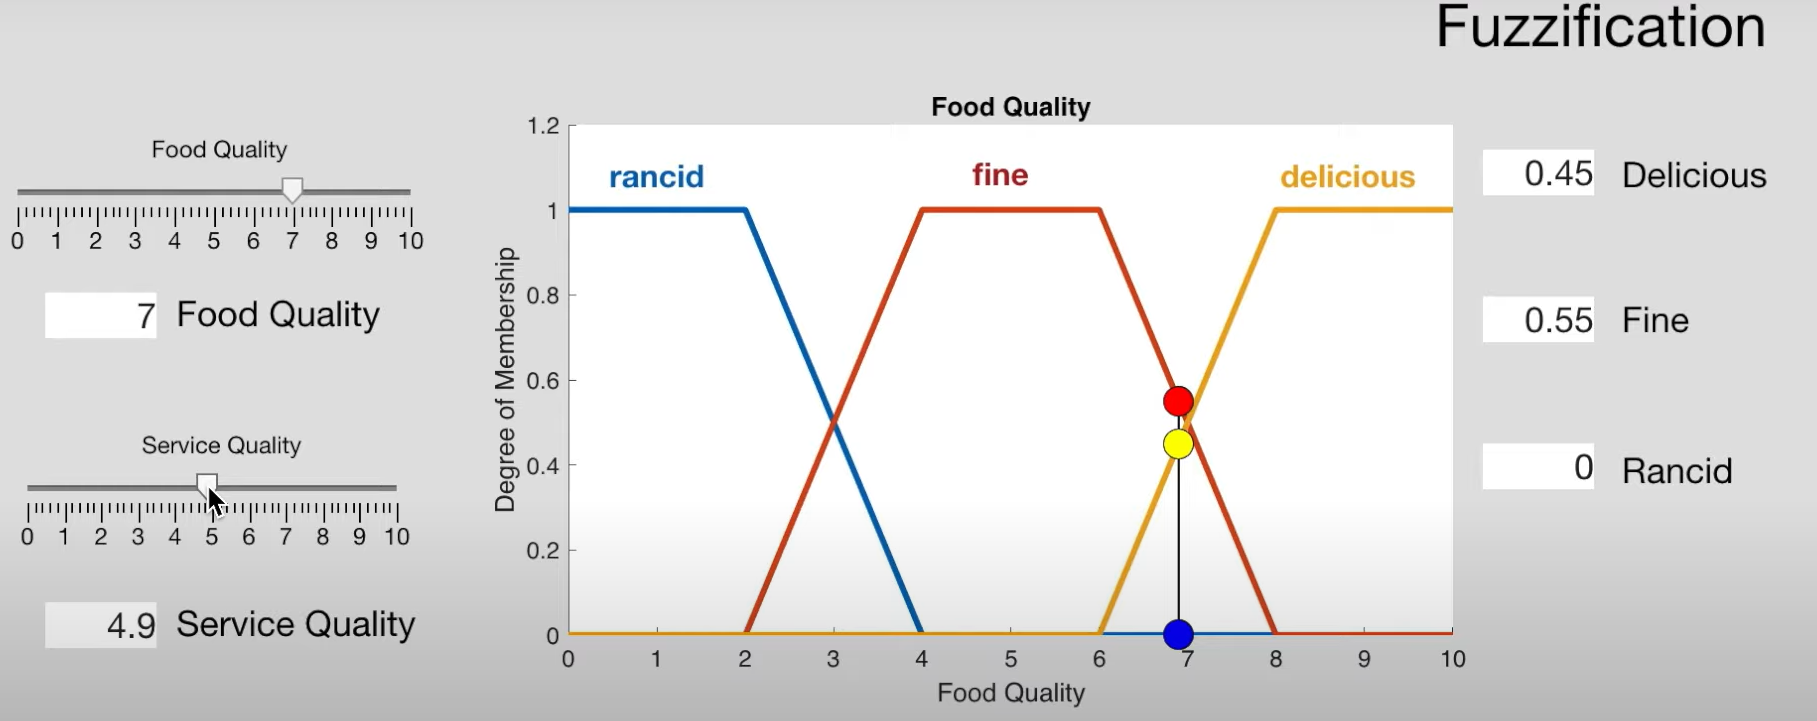 Fuzzification
Food Quality
0 1 2 3 4 5 6 7 8 9 10
7 Food Quality
Service Quality
0 1 2 3 4 5 6 7 8 9 10
4.9 Service Quality
Food Quality
rancid fine delicious
Degree of Membership
1.2
1
0.8
0.6
0.4
0.2
0
0 1 2 3 4 5 6 7 8 9 10
Food Quality
0.45 Delicious
0.55 Fine
0 Rancid